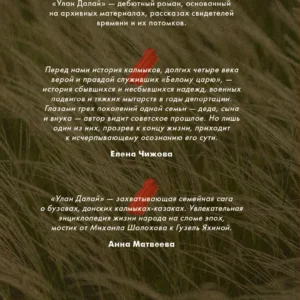 «Улан Далай» — дебютный роман, основанный
на архивных материалах, рассказах свидетелей
времени и их потомков.
Перед нами история калмыков, долгих четыре века
верой и правдой служивших «Белому царю», —
история сбывшихся и несбывшихся надежд, военных
подвигов и тяжких мытарств в годы депортации.
Глазами трех поколений одной семьи — деда, сына
и внука — автор видит советское прошлое. Но лишь
один из них, прозрев к концу жизни, приходит
к исчерпывающему осознанию его сути.
Елена Чижова
«Улан Далай» — захватывающая семейная сага
о бузавах, донских калмыках-казаках. Увлекательная
энциклопедия жизни народа на сломе эпох,
мостик от Михаила Шолохова к Гузель Яхиной.
Анна Матвеева